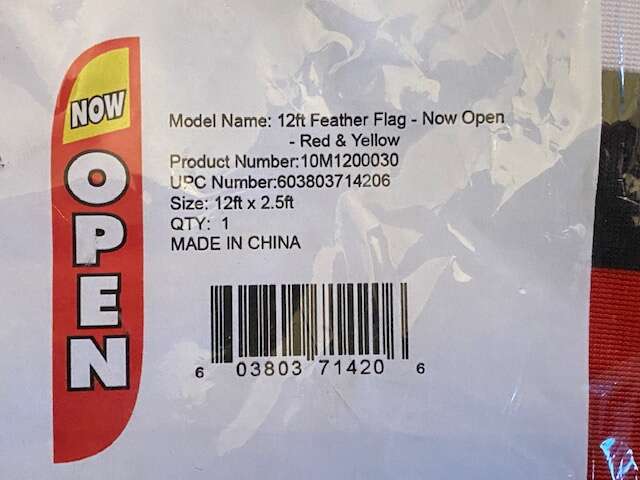 NOW
OPEN
Model Name: 12ft Feather Flag - Now Open
- Red & Yellow
Product Number:10M1200030
UPC Number:603803714206
Size: 12ft x 2.5ft
QTY: 1
MADE IN CHINA
6 03803 71420 6